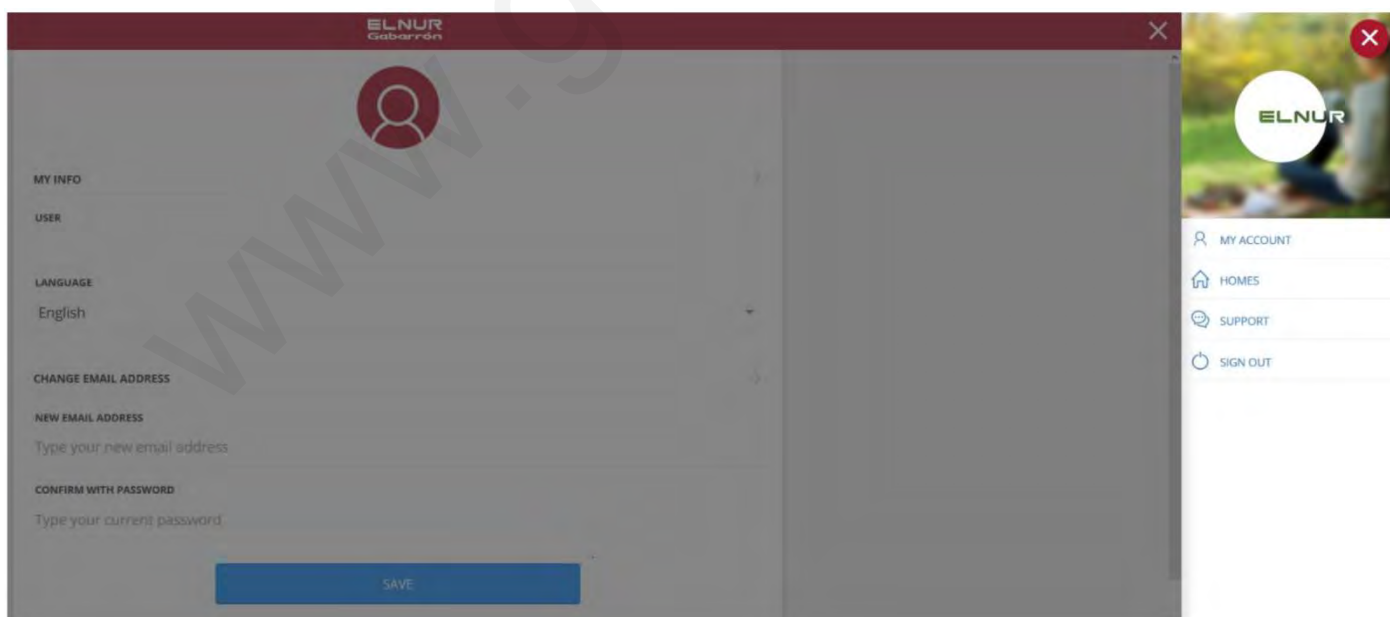 ELNUR
Gabarrón
MY INFO
USER
LANGUAGE
English
CHANGE EMAIL ADDRESS
NEW EMAIL ADDRESS
Type your new email address
CONFIRM WITH PASSWORD
Type your current password
SAVE
ELNUR
MY ACCOUNT
HOMES
SUPPORT
SIGN OUT
www.g